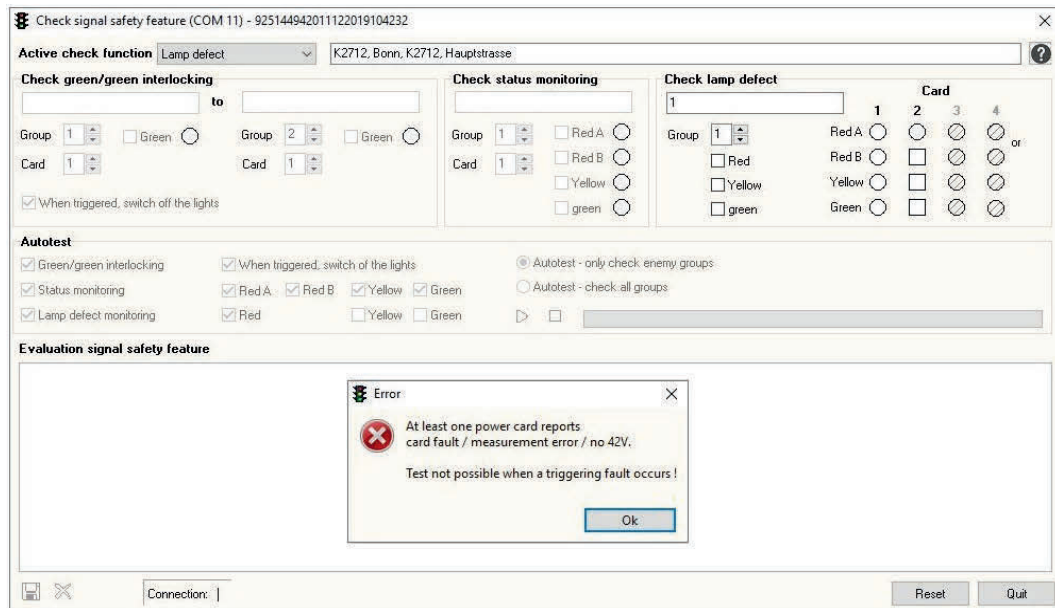 Check signal safety feature (COM 11) - 925144942011122019104232
Active check function Lamp defect K2712, Bonn, K2712, Hauptstrasse
Check green/green interlocking
to
Group 1 Green Group 2 Green
Card 1 Card 1
When triggered, switch off the lights
Check status monitoring
Group 1 Red A
Card 1 Red B
Yellow
green
Check lamp defect
1
Card
1 2 3 4
Group 1 Red A or
Red Red B
Yellow Yellow
green Green
Autotest
Green/green interlocking When triggered, switch of the lights Autotest - only check enemy groups
Status monitoring Red A Red B Yellow Green Autotest - check all groups
Lamp defect monitoring Red Yellow Green
Evaluation signal safety feature
Error
At least one power card reports
card fault / measurement error / no 42V.
Test not possible when a triggering fault occurs !
Ok
Connection: |
Reset Quit